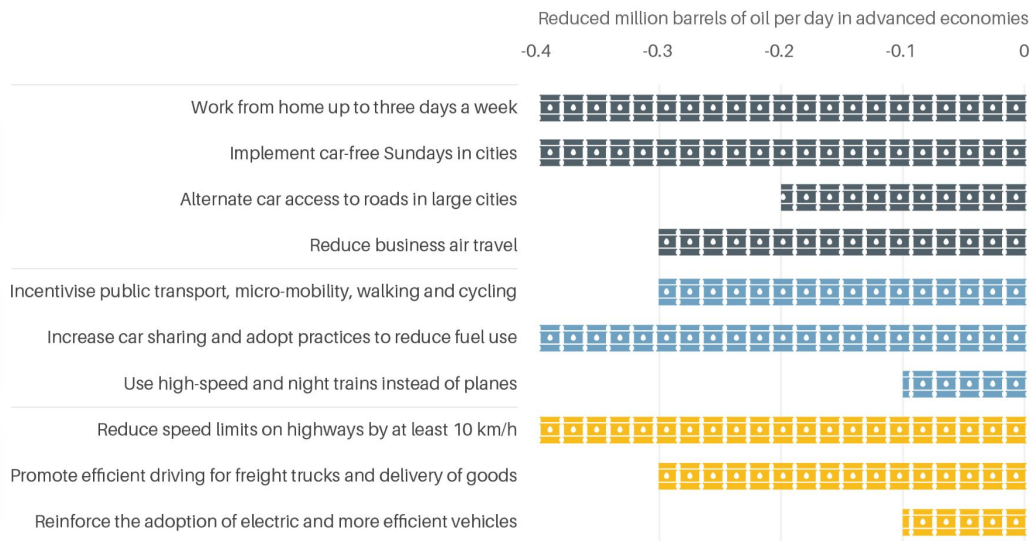 Reduced million barrels of oil per day in advanced economies
-0.4 -0.3 -0.2 -0.1 0
Work from home up to three days a week
Implement car-free Sundays in cities
Alternate car access to roads in large cities
Reduce business air travel
Incentivise public transport, micro-mobility, walking and cycling
Increase car sharing and adopt practices to reduce fuel use
Use high-speed and night trains instead of planes
Reduce speed limits on highways by at least 10 km/h
Promote efficient driving for freight trucks and delivery of goods
Reinforce the adoption of electric and more efficient vehicles